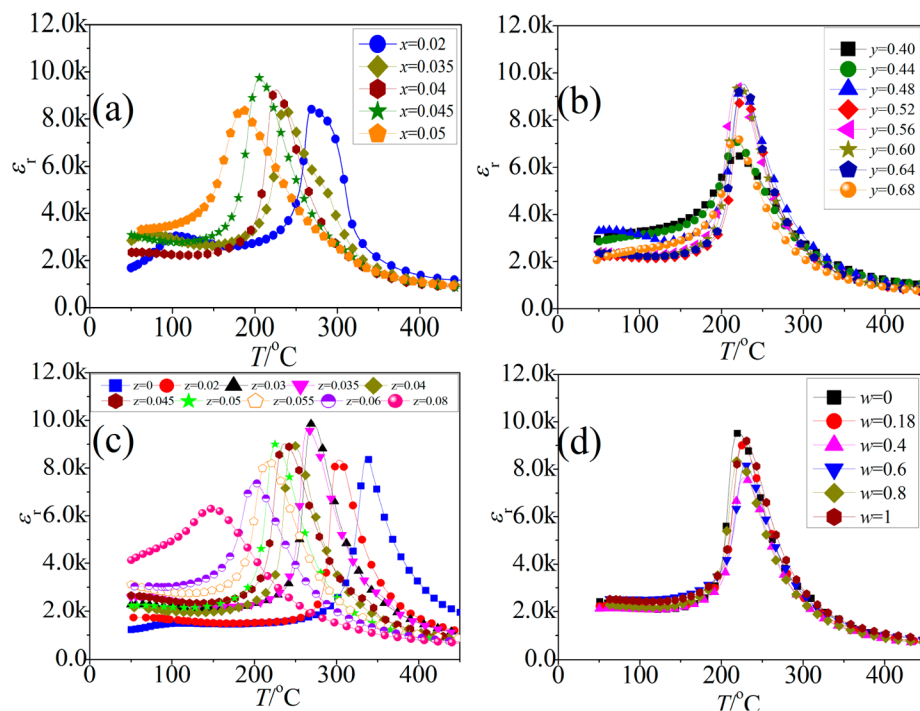 (a)
εr
12.0k
10.0k
8.0k
6.0k
4.0k
2.0k
0.0
0 100 200 300 400
T/°C
x=0.02
x=0.035
x=0.04
x=0.045
x=0.05
(b)
εr
12.0k
10.0k
8.0k
6.0k
4.0k
2.0k
0.0
0 100 200 300 400
T/°C
y=0.40
y=0.44
y=0.48
y=0.52
y=0.56
y=0.60
y=0.64
y=0.68
(c)
εr
12.0k
10.0k
8.0k
6.0k
4.0k
2.0k
0.0
0 100 200 300 400
T/°C
z=0 z=0.02 z=0.03 z=0.035 z=0.04
z=0.045 z=0.05 z=0.055 z=0.06 z=0.08
(d)
εr
12.0k
10.0k
8.0k
6.0k
4.0k
2.0k
0.0
0 100 200 300 400
T/°C
w=0
w=0.18
w=0.4
w=0.6
w=0.8
w=1